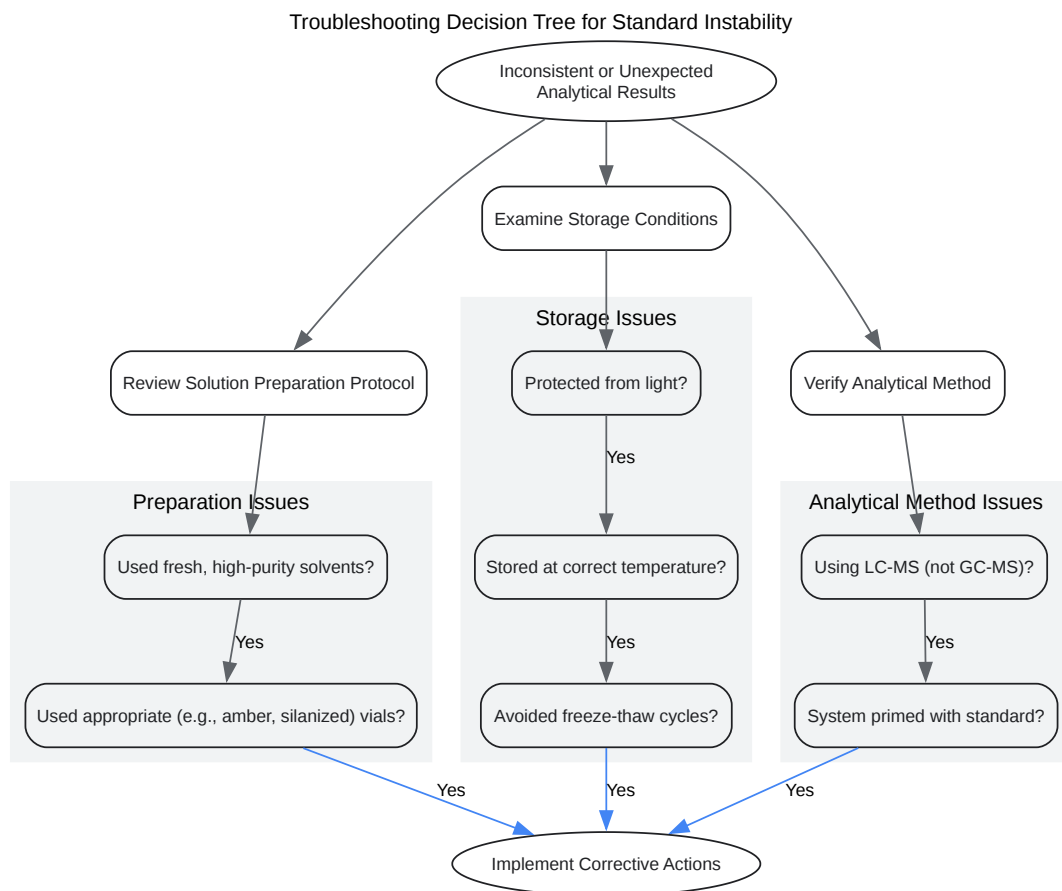 Troubleshooting Decision Tree for Standard Instability
Inconsistent or Unexpected
Analytical Results
Examine Storage Conditions
Storage Issues
Review Solution Preparation Protocol
Protected from light?
Verify Analytical Method
Yes
Preparation Issues
Analytical Method Issues
Used fresh, high-purity solvents?
Stored at correct temperature?
Using LC-MS (not GC-MS)?
Yes
Yes
Yes
Used appropriate (e.g., amber, silanized) vials?
Avoided freeze-thaw cycles?
System primed with standard?
Yes
Yes
Yes
Implement Corrective Actions